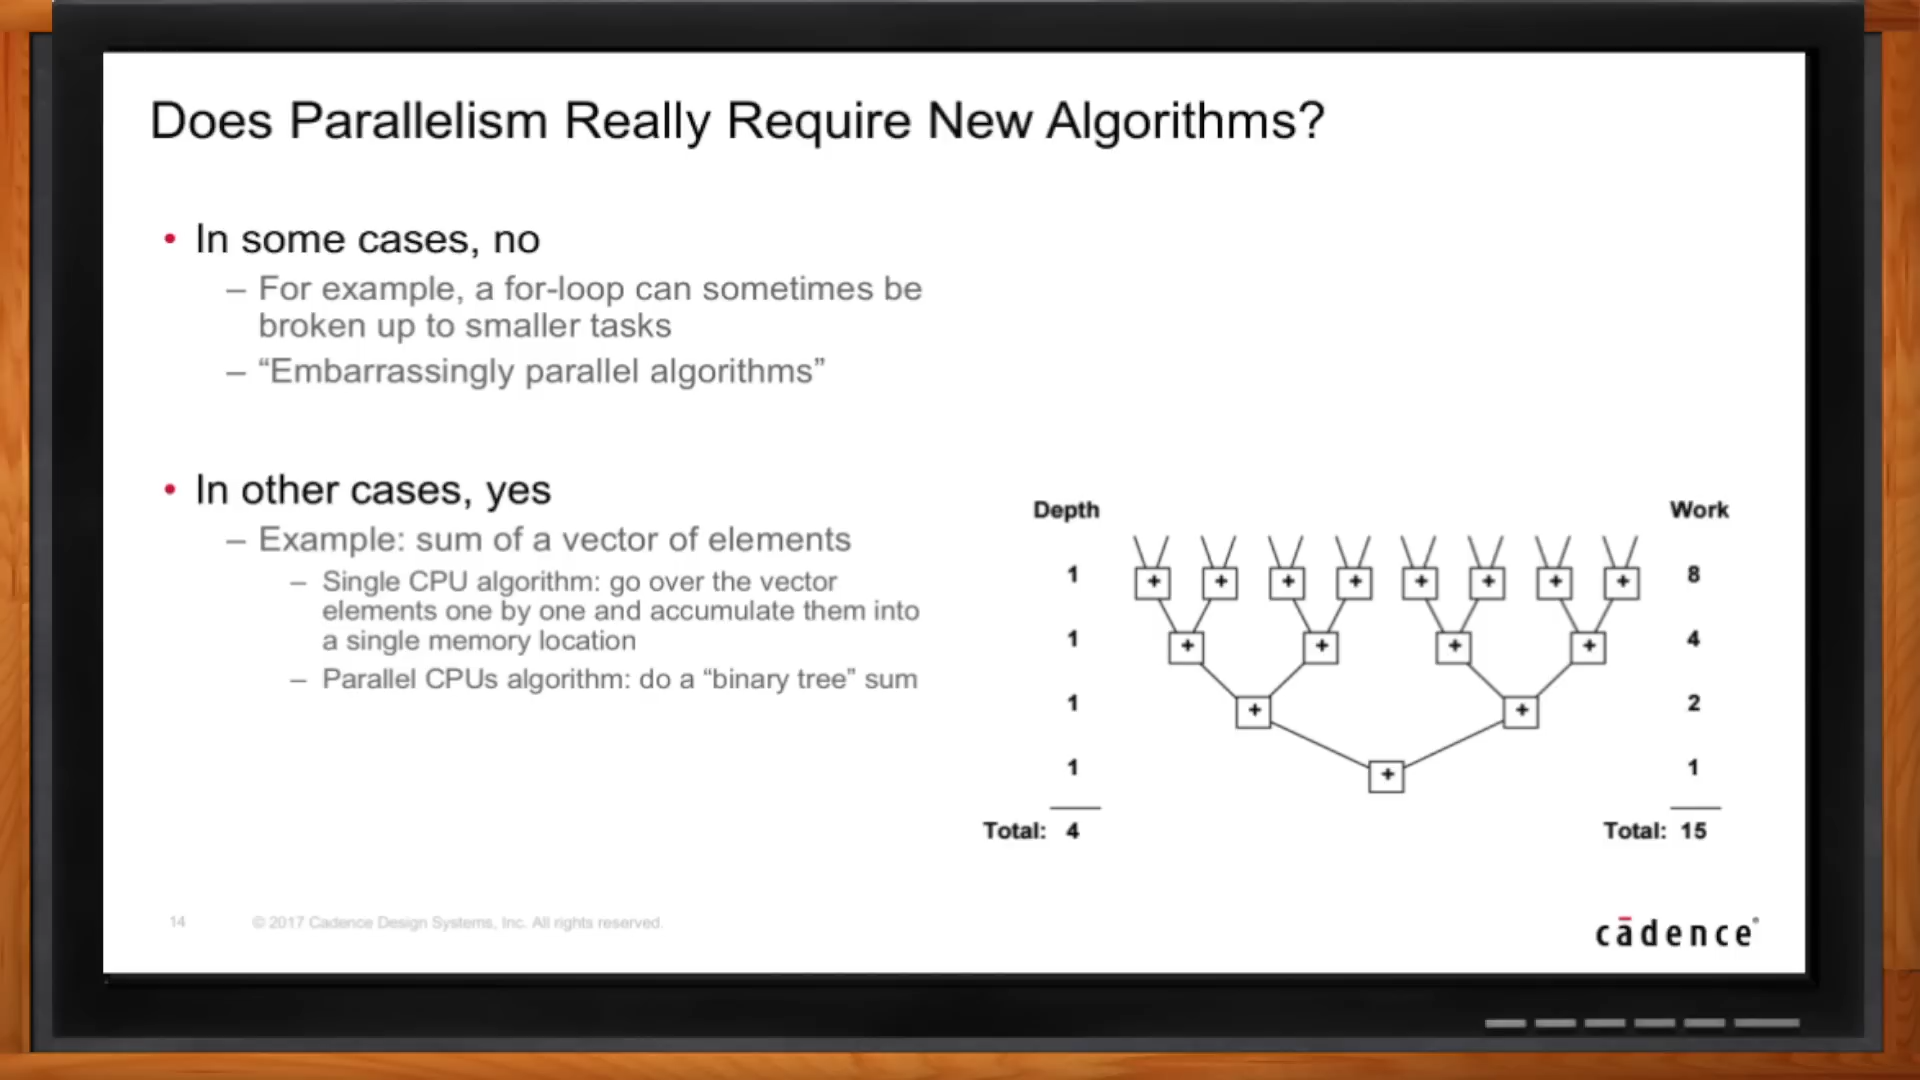 Does Parallelism Really Require New Algorithms?
• In some cases, no
– For example, a for-loop can sometimes be
broken up to smaller tasks
– “Embarrassingly parallel algorithms”
• In other cases, yes
– Example: sum of a vector of elements
– Single CPU algorithm: go over the vector
elements one by one and accumulate them into
a single memory location
– Parallel CPUs algorithm: do a “binary tree” sum
Depth Work
1 + + + + + + + + 8
1 + + + + 4
1 + + 2
1 + 1
Total: 4 Total: 15
14 © 2017 Cadence Design Systems, Inc. All rights reserved.
cādence®